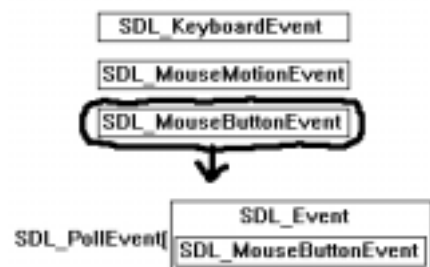 SDL_KeyboardEvent
SDL_MouseMotionEvent
SDL_MouseButtonEvent
SDL_Event
SDL_PollEvent[
SDL_MouseButtonEvent